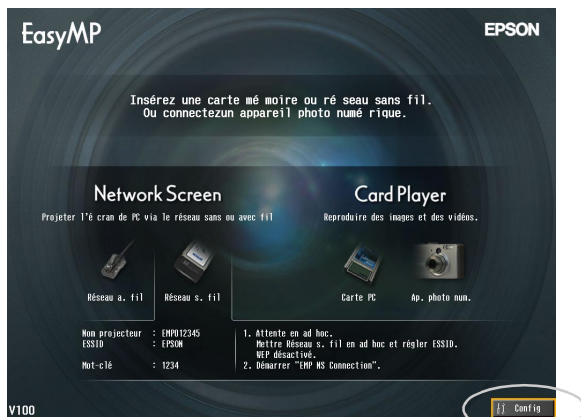 EasyMP
EPSON
Insérez une carte mé moire ou ré seau sans fil.
Ou connectezun appareil photo numé rique.
Network Screen
Projeter l'é cran de PC via le réseau sans ou avec fil
Réseau a. fil
Réseau s. fil
Card Player
Reproduire des images et des vidéos.
Carte PC
Ap. photo num.
Nom projecteur : EMP012345
ESSID : EPSON
Mot-clé : 1234
1. Attente en ad hoc.
Mettre Réseau s. fil en ad hoc et régler ESSID.
WEP désactivé.
2. Démarrer "EMP NS Connection".
V100
Config